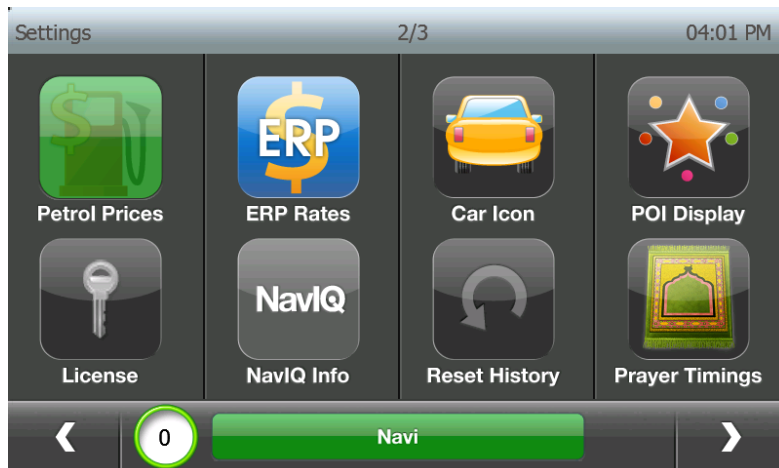 Settings 2/3 04:01 PM
$ ERP $
Petrol Prices ERP Rates Car Icon POI Display
NavIQ
License NavIQ Info Reset History Prayer Timings
0 Navi